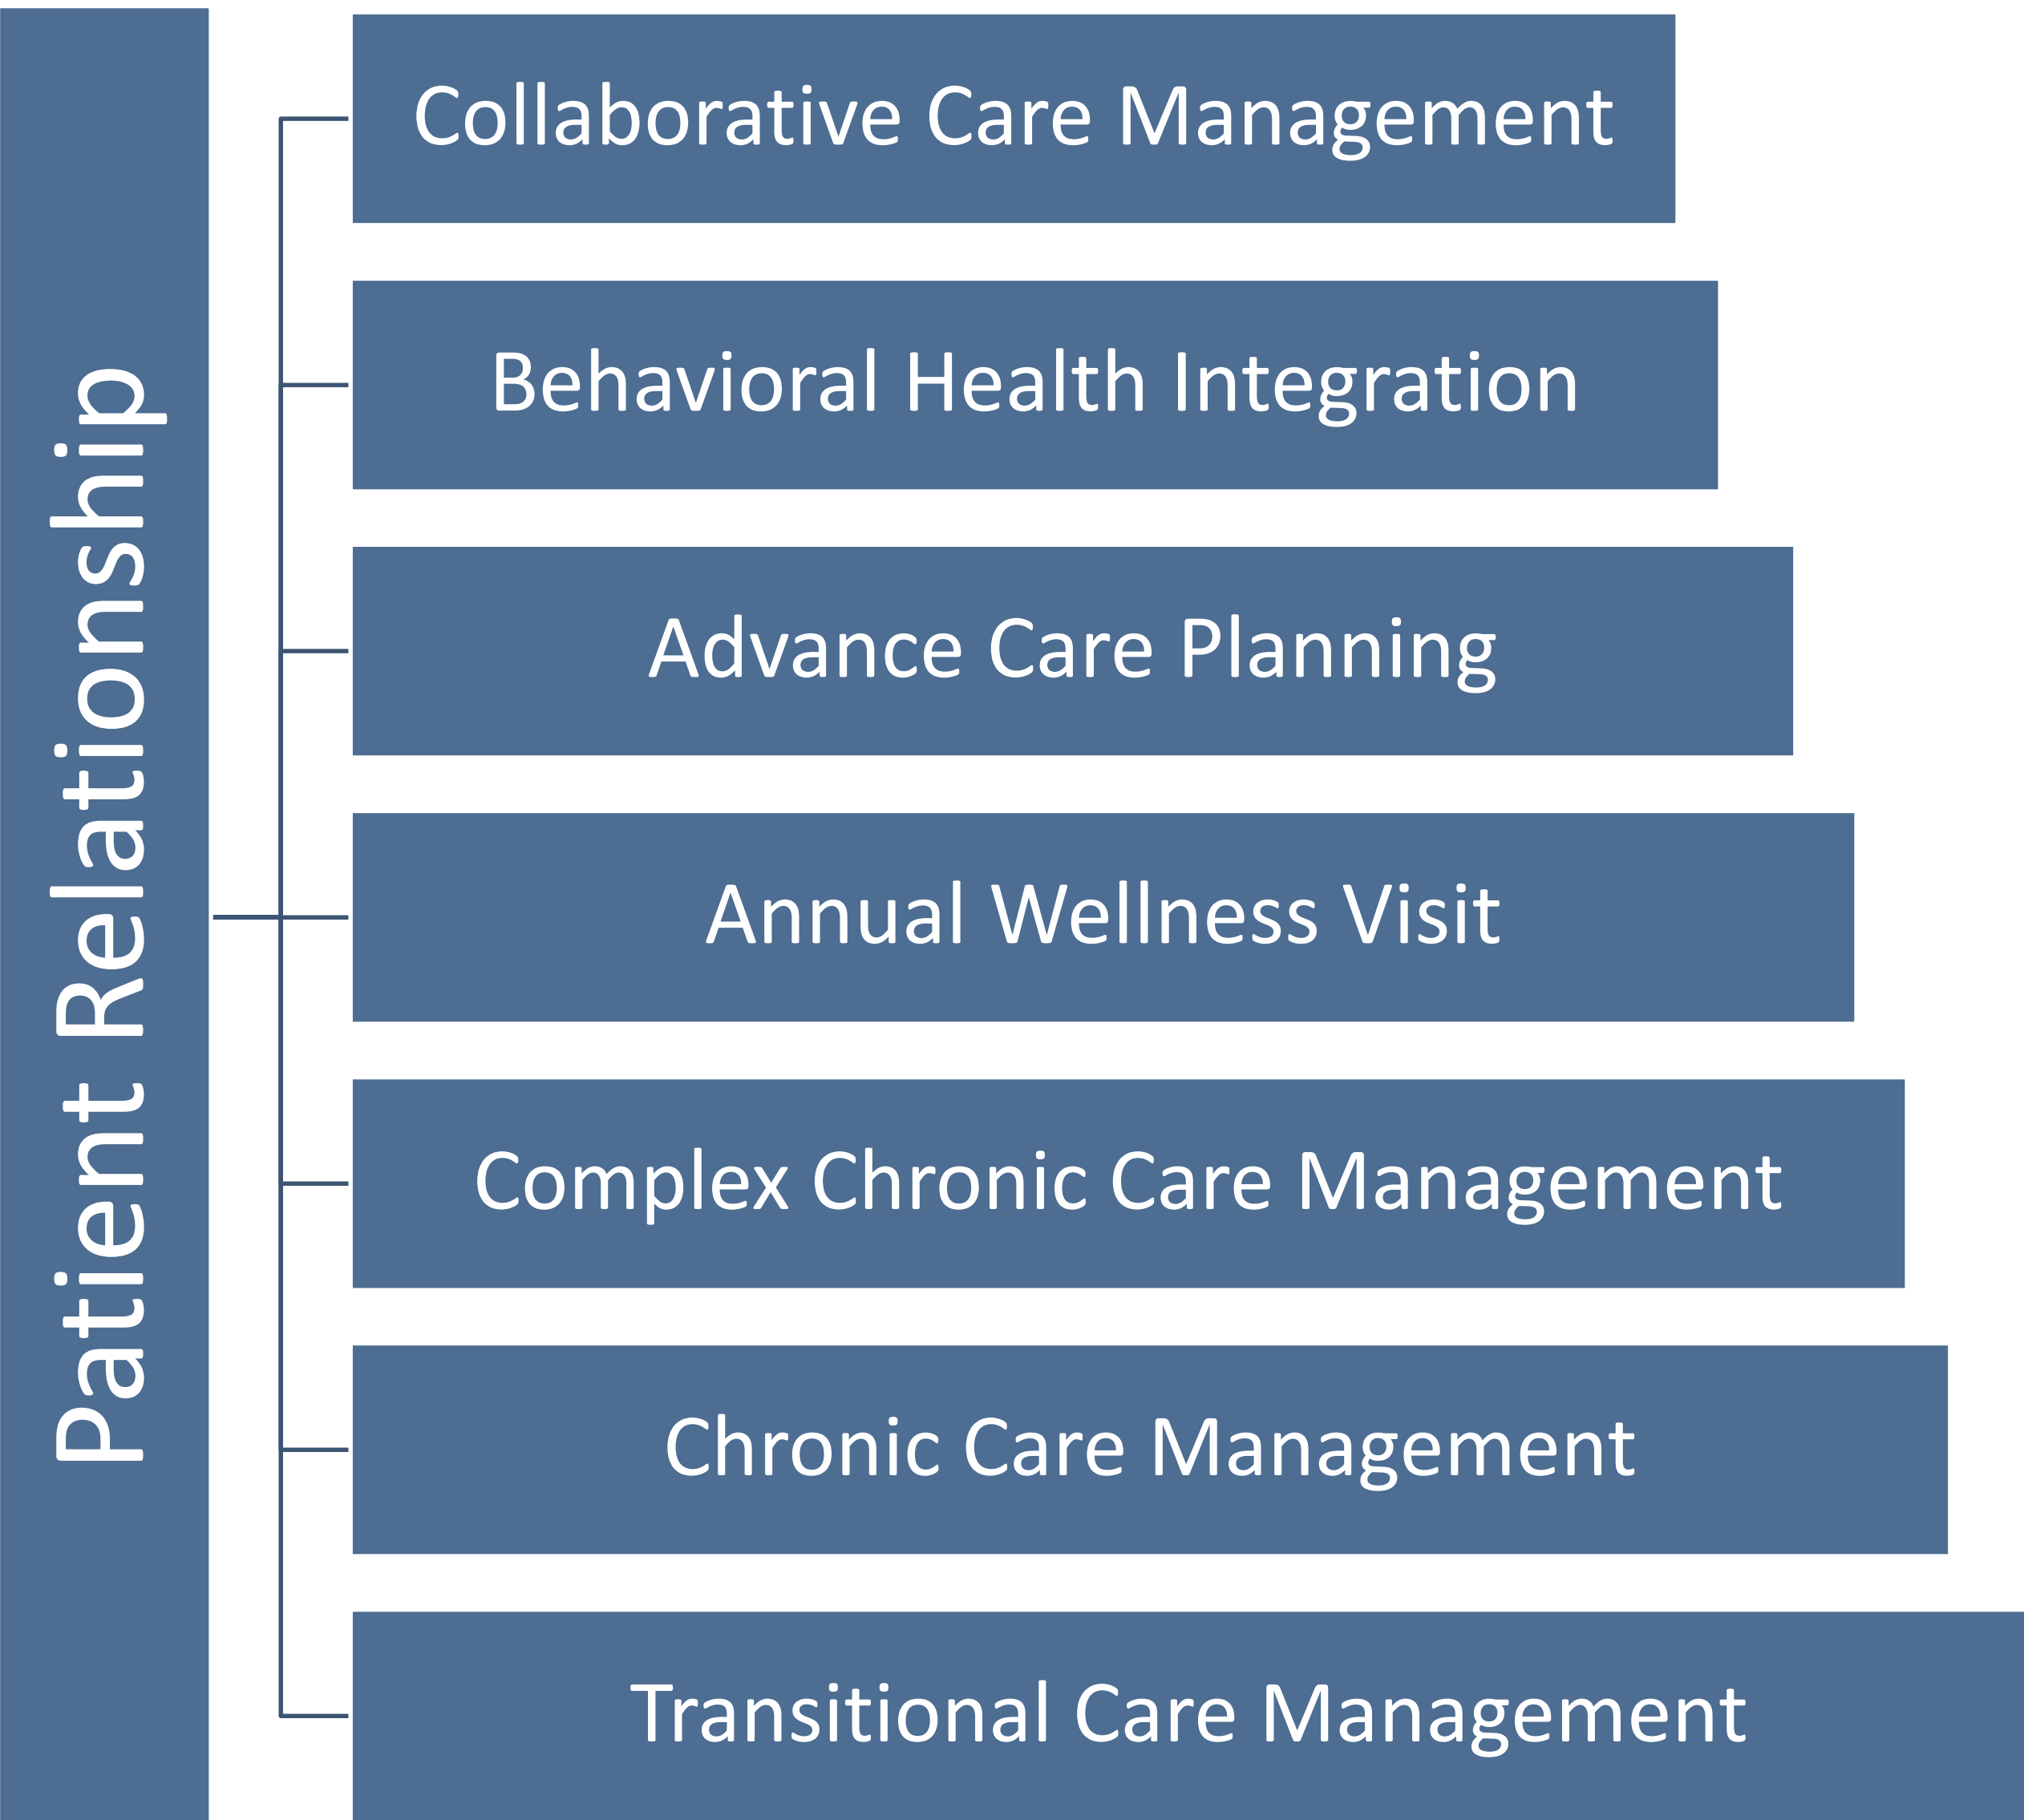 Patient Relationship
Collaborative Care Management
Behavioral Health Integration
Advance Care Planning
Annual Wellness Visit
Complex Chronic Care Management
Chronic Care Management
Transitional Care Management